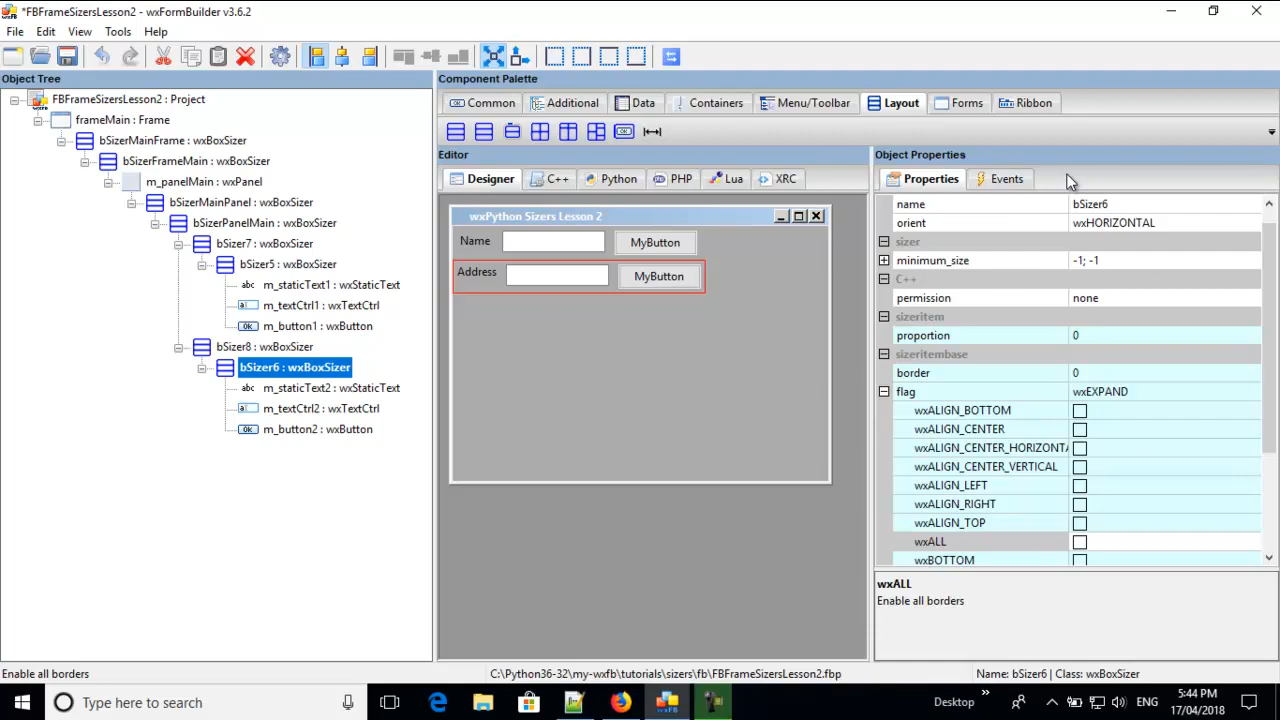 *FBFrameSizersLesson2 - wxFormBuilder v3.6.2
File Edit View Tools Help
Object Tree
FBFrameSizersLesson2 : Project
frameMain : Frame
bSizerMainFrame : wxBoxSizer
bSizerFrameMain : wxBoxSizer
m_panelMain : wxPanel
bSizerMainPanel : wxBoxSizer
bSizerPanelMain : wxBoxSizer
bSizer7 : wxBoxSizer
bSizer5 : wxBoxSizer
abc m_staticText1 : wxStaticText
m_textCtrl1 : wxTextCtrl
Ok m_button1 : wxButton
bSizer8 : wxBoxSizer
bSizer6 : wxBoxSizer
abc m_staticText2 : wxStaticText
m_textCtrl2 : wxTextCtrl
Ok m_button2 : wxButton
Component Palette
Common Additional Data Containers Menu/Toolbar Layout Forms Ribbon
Editor
Designer C++ Python PHP Lua XRC
wxPython Sizers Lesson 2
Name MyButton
Address MyButton
Object Properties
Properties Events
name bSizer6
orient wxHORIZONTAL
sizer
minimum_size -1; -1
C++
permission none
sizeritem
proportion 0
sizeritembase
border 0
flag wxEXPAND
wxALIGN_BOTTOM
wxALIGN_CENTER
wxALIGN_CENTER_HORIZONTA
wxALIGN_CENTER_VERTICAL
wxALIGN_LEFT
wxALIGN_RIGHT
wxALIGN_TOP
wxALL
wxBOTTOM
wxALL
Enable all borders
Enable all borders C:\Python36-32\my-wxfb\tutorials\sizers\fb\FBFrameSizersLesson2.fbp Name: bSizer6 | Class: wxBoxSizer
Type here to search Desktop ENG 5:44 PM
17/04/2018